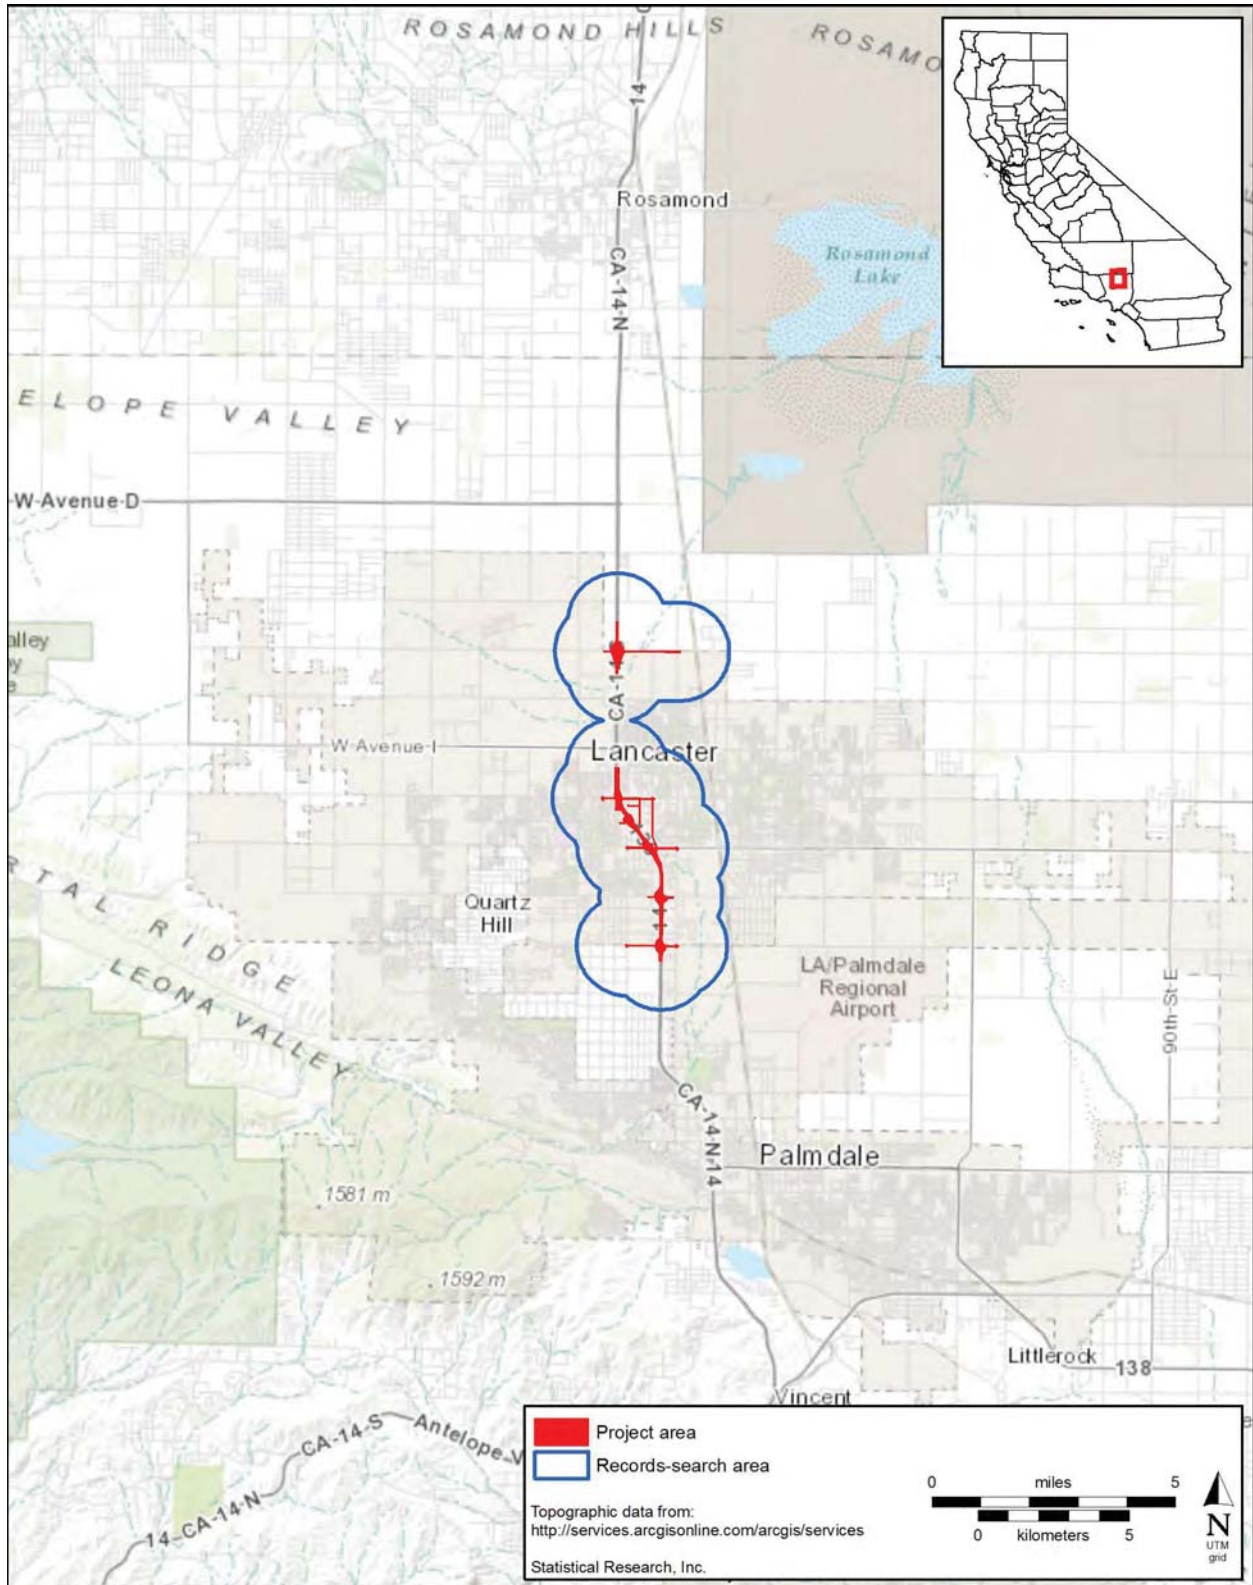 ROSAMOND HILLS
ROSAMO
14
Rosamond
CA-14-N
Rosamond
Lake
ELOPE VALLEY
W-Avenue-D
alley
CA-1
W-Avenue-I
Lancaster
Quartz
Hill
14
RTAL RIDGE
LEONA VALLEY
LA/Palmdale
Regional
Airport
90th-St E
CA-14-N-14
Palmdale
1581 m
1592 m
Littlerock
138
Vincent
CA-14-S
Antelope V
14-CA-14-N
Project area
Records-search area
0 miles 5
0 kilometers 5
N
UTM
grid
Topographic data from:
http://services.arcgisonline.com/arcgis/services
Statistical Research, Inc.